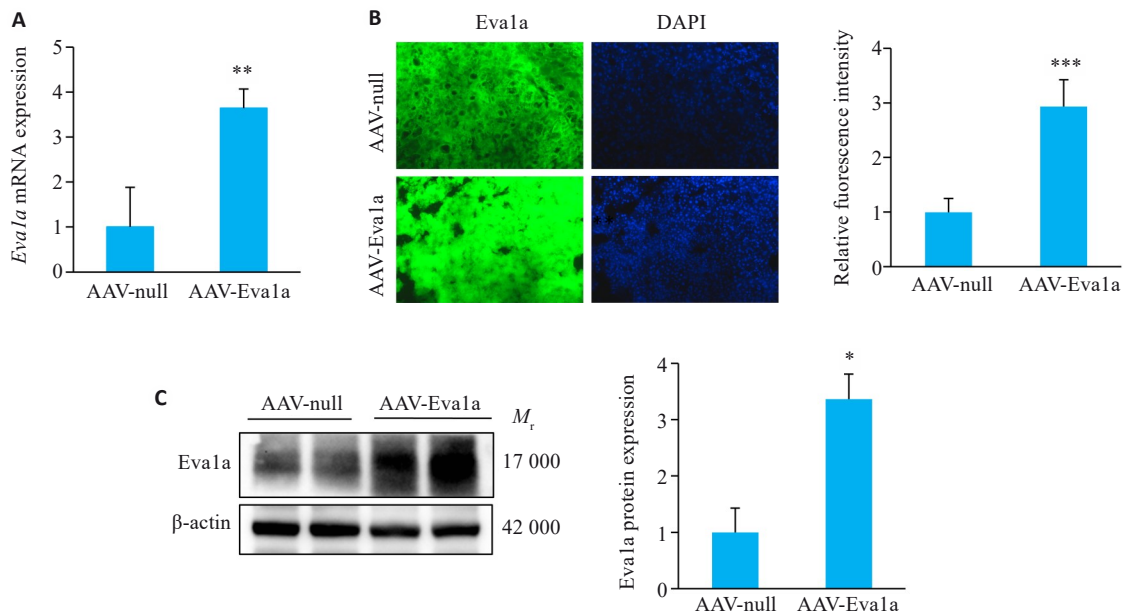 A
Eva1a mRNA expression
5
4
3
2
1
0
**
AAV-null AAV-Eva1a
B
Eva1a DAPI
AAV-null
AAV-Eva1a
Relative fluorescence intensity
4
3
2
1
0
***
AAV-null AAV-Eva1a
C
AAV-null AAV-Eva1a
Mr
Eva1a 17 000
β-actin 42 000
Eva1a protein expression
4
3
2
1
0
*
AAV-null AAV-Eva1a